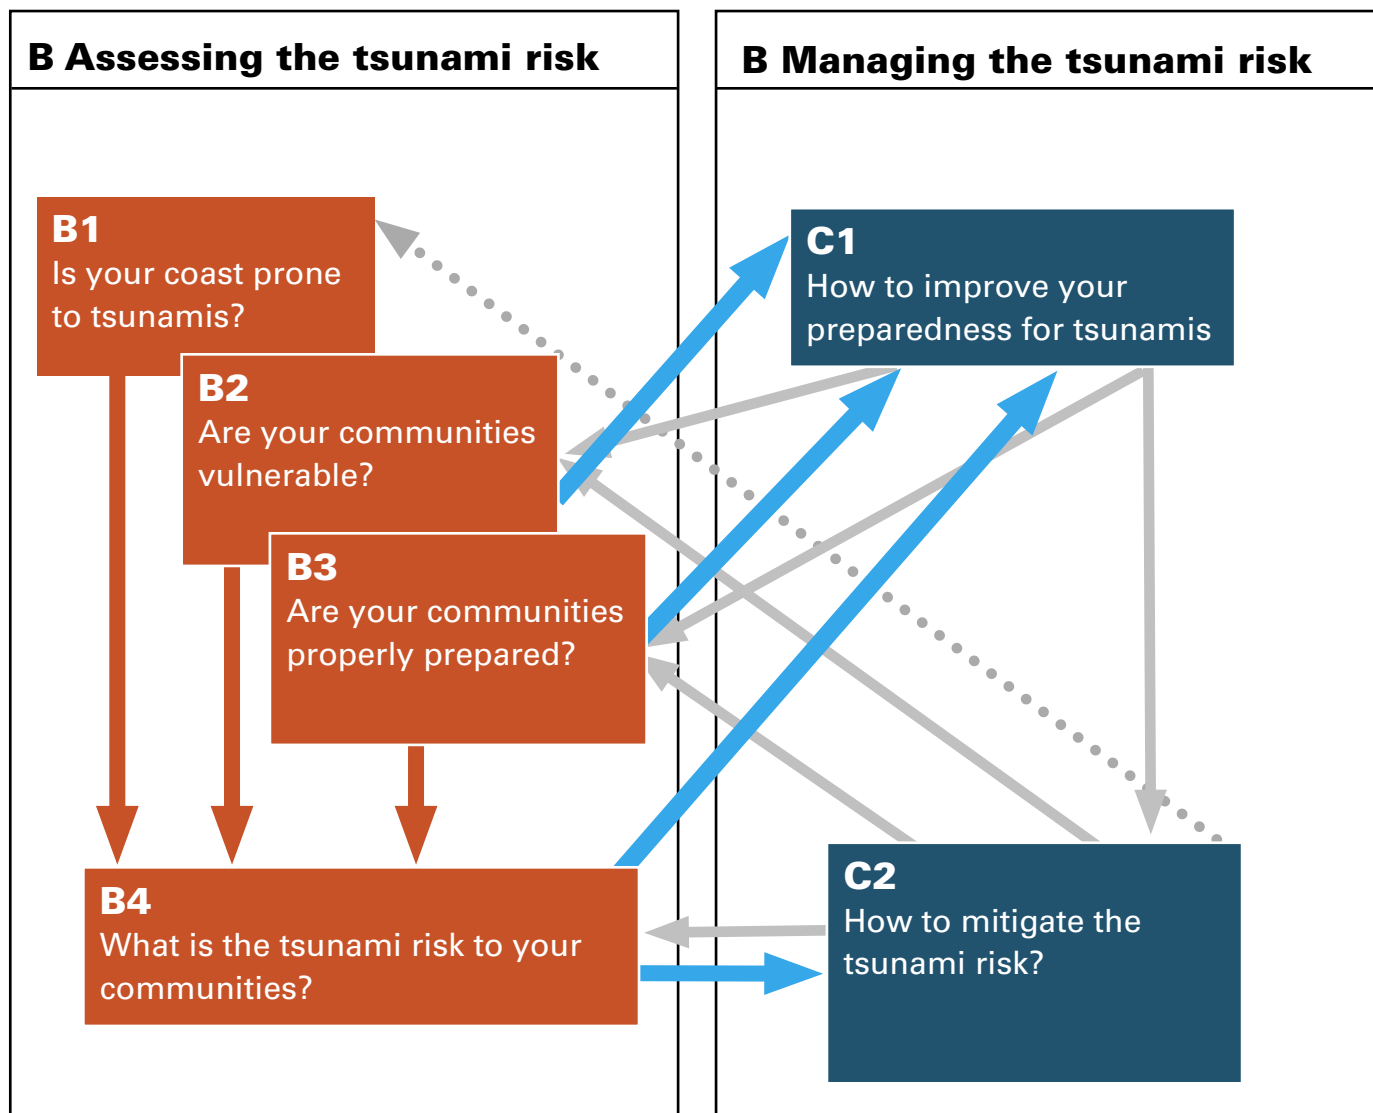 B Assessing the tsunami risk
B1
Is your coast prone
to tsunamis?
B2
Are your communities
vulnerable?
B3
Are your communities
properly prepared?
B4
What is the tsunami risk to your
communities?
B Managing the tsunami risk
C1
How to improve your
preparedness for tsunamis
C2
How to mitigate the
tsunami risk?